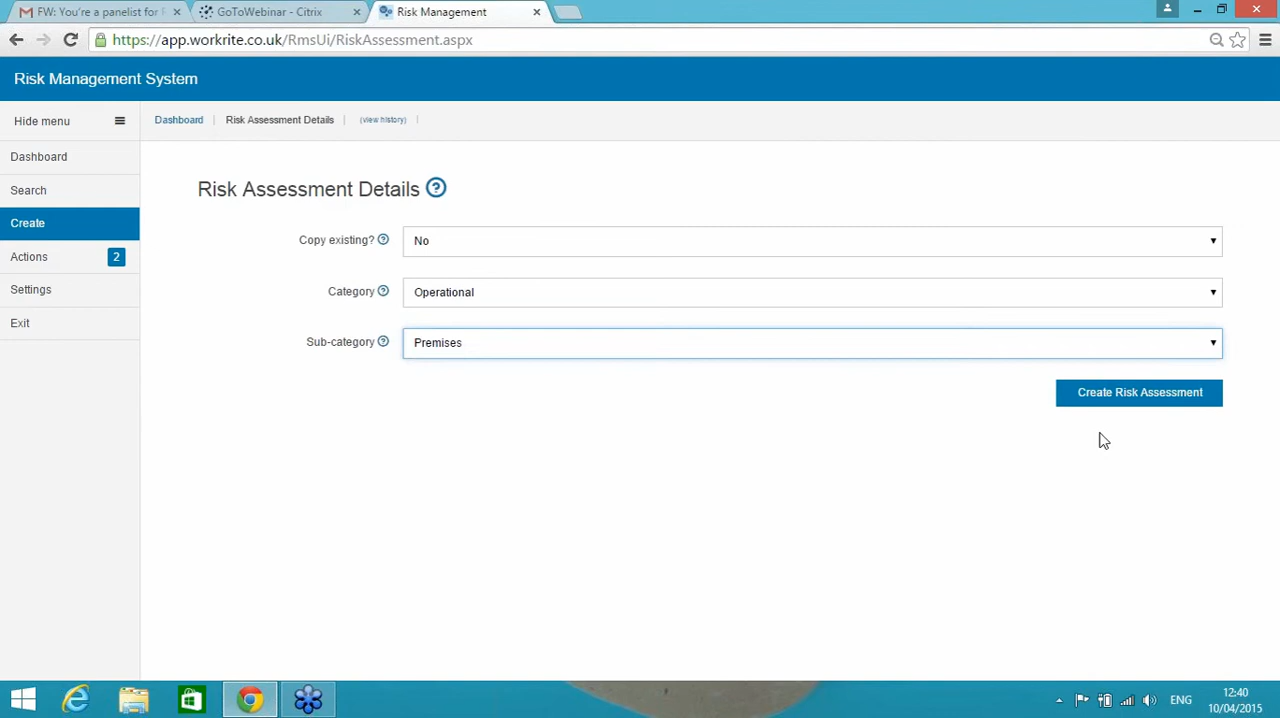 FW: You're a panelist for
GoToWebinar - Citrix
Risk Management
https://app.workrite.co.uk/RmsUi/RiskAssessment.aspx
Risk Management System
Hide menu
Dashboard | Risk Assessment Details | (view history) |
Dashboard
Search
Create
Actions 2
Settings
Exit
Risk Assessment Details ?
Copy existing? ? No
Category ? Operational
Sub-category ? Premises
Create Risk Assessment
ENG
12:40
10/04/2015